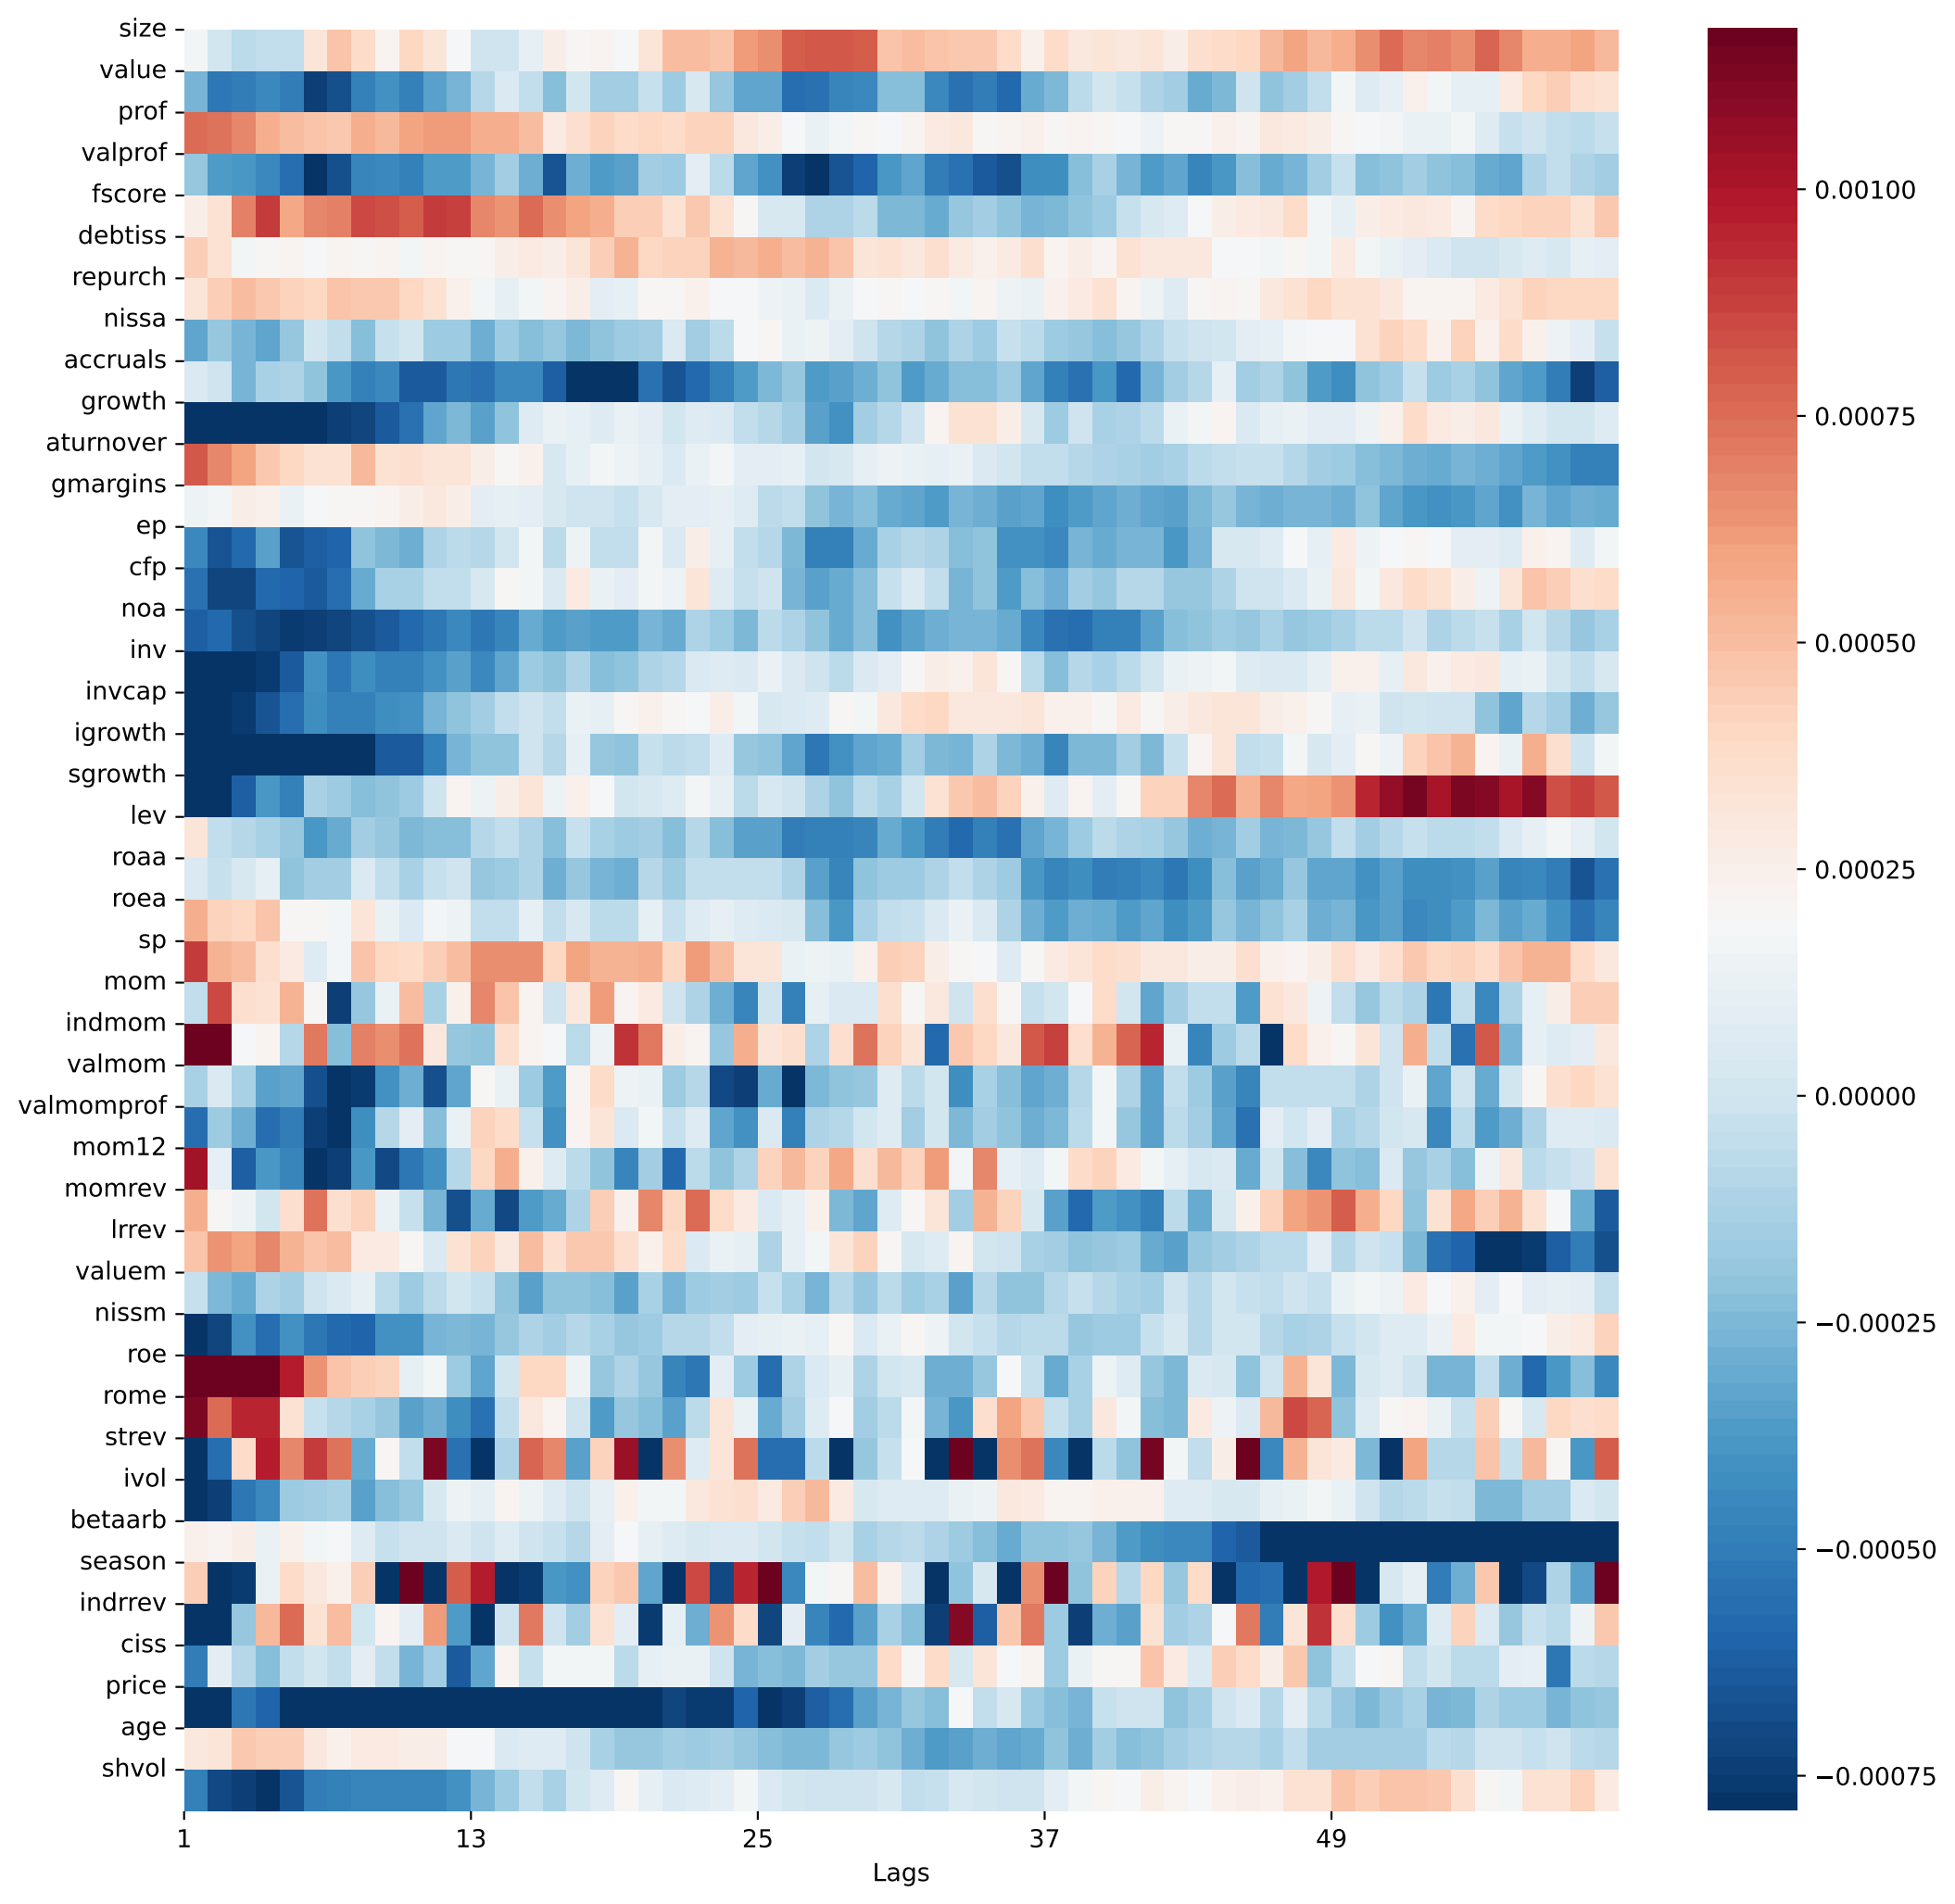 size
value
prof
valprof
fscore
debtiss
repurch
nissa
accruals
growth
aturnover
gmargins
ep
cfp
noa
inv
invcap
igrowth
sgrowth
lev
roaa
roea
sp
mom
indmom
valmom
valmomprof
mom12
momrev
lrrev
valuem
nissm
roe
rome
strev
ivol
betaarb
season
indrrev
ciss
price
age
shvol
1 13 25 37 49
Lags
0.00100
0.00075
0.00050
0.00025
0.00000
−0.00025
−0.00050
−0.00075